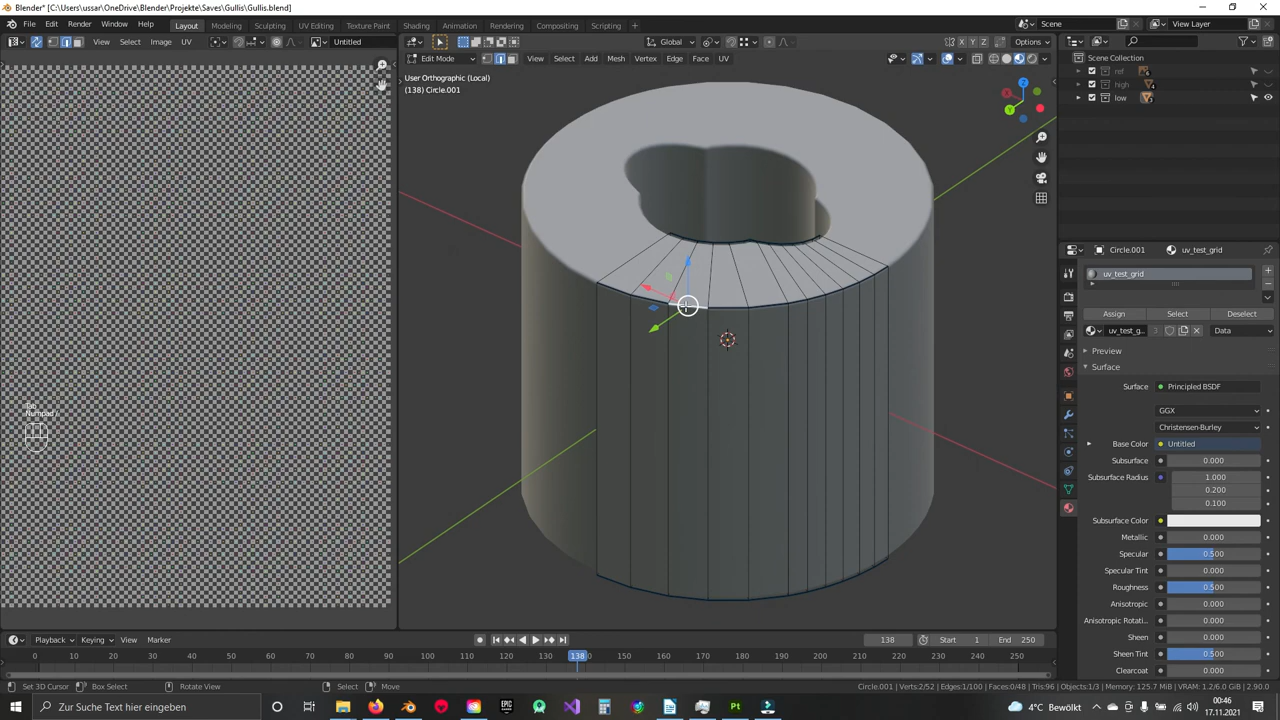 Blender* [C:\Users\ussar\OneDrive\Blender\Projekte\Saves\Gullis\Gullis.blend]
File Edit Render Window Help Layout Modeling Sculpting UV Editing Texture Paint Shading Animation Rendering Compositing Scripting Scene View Layer
View Select Image UV Untitled Global X Y Z Options
Edit Mode View Select Add Mesh Vertex Edge Face UV
User Orthographic (Local)
(138) Circle.001
Z
Y
Tab
Numpad /
Scene Collection
ref 6
high 4
low
Circle.001 uv_test_grid
uv_test_grid
Assign Select Deselect
uv_test_g... 3 Data
Preview
Surface
Surface Principled BSDF
GGX
Christensen-Burley
Base Color Untitled
Subsurface 0.000
Subsurface Radius 1.000
0.200
0.100
Subsurface Color
Metallic 0.000
Specular 0.500
Specular Tint 0.000
Roughness 0.500
Anisotropic 0.000
Anisotropic Rotati... 0.000
Sheen 0.000
Sheen Tint 0.500
Clearcoat 0.000
Playback Keying View Marker 138 Start 1 End 250
0 10 20 30 40 50 60 70 80 90 100 110 120 130 138 150 160 170 180 190 200 210 220 230 240 250
Set 3D Cursor Box Select Rotate View Select Move Circle.001 | Verts:2/52 | Edges:1/100 | Faces:0/48 | Tris:96 | Objects:1/3 | Memory: 125.7 MiB | VRAM: 1.2/6.0 GiB | 2.90.0
Zur Suche Text hier eingeben EPIC Pt 4°C Bewölkt 00:46
17.11.2021